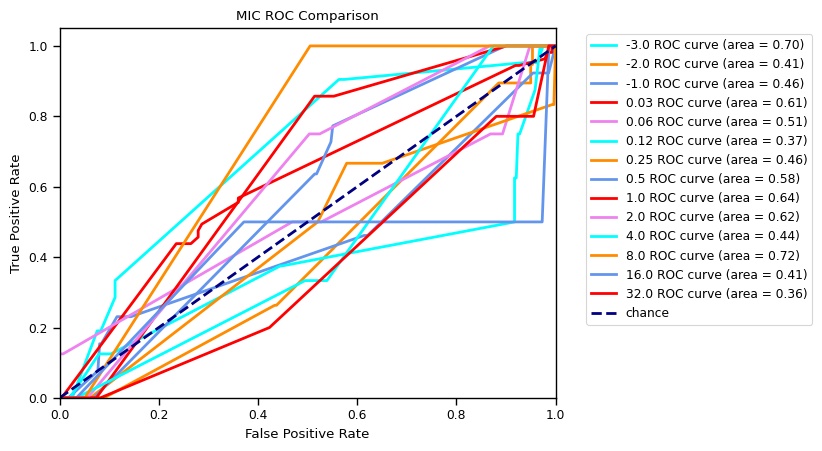 MIC ROC Comparison
1.0
0.8
0.6
0.4
0.2
0.0
True Positive Rate
0.0 0.2 0.4 0.6 0.8 1.0
False Positive Rate
-3.0 ROC curve (area = 0.70)
-2.0 ROC curve (area = 0.41)
-1.0 ROC curve (area = 0.46)
0.03 ROC curve (area = 0.61)
0.06 ROC curve (area = 0.51)
0.12 ROC curve (area = 0.37)
0.25 ROC curve (area = 0.46)
0.5 ROC curve (area = 0.58)
1.0 ROC curve (area = 0.64)
2.0 ROC curve (area = 0.62)
4.0 ROC curve (area = 0.44)
8.0 ROC curve (area = 0.72)
16.0 ROC curve (area = 0.41)
32.0 ROC curve (area = 0.36)
chance